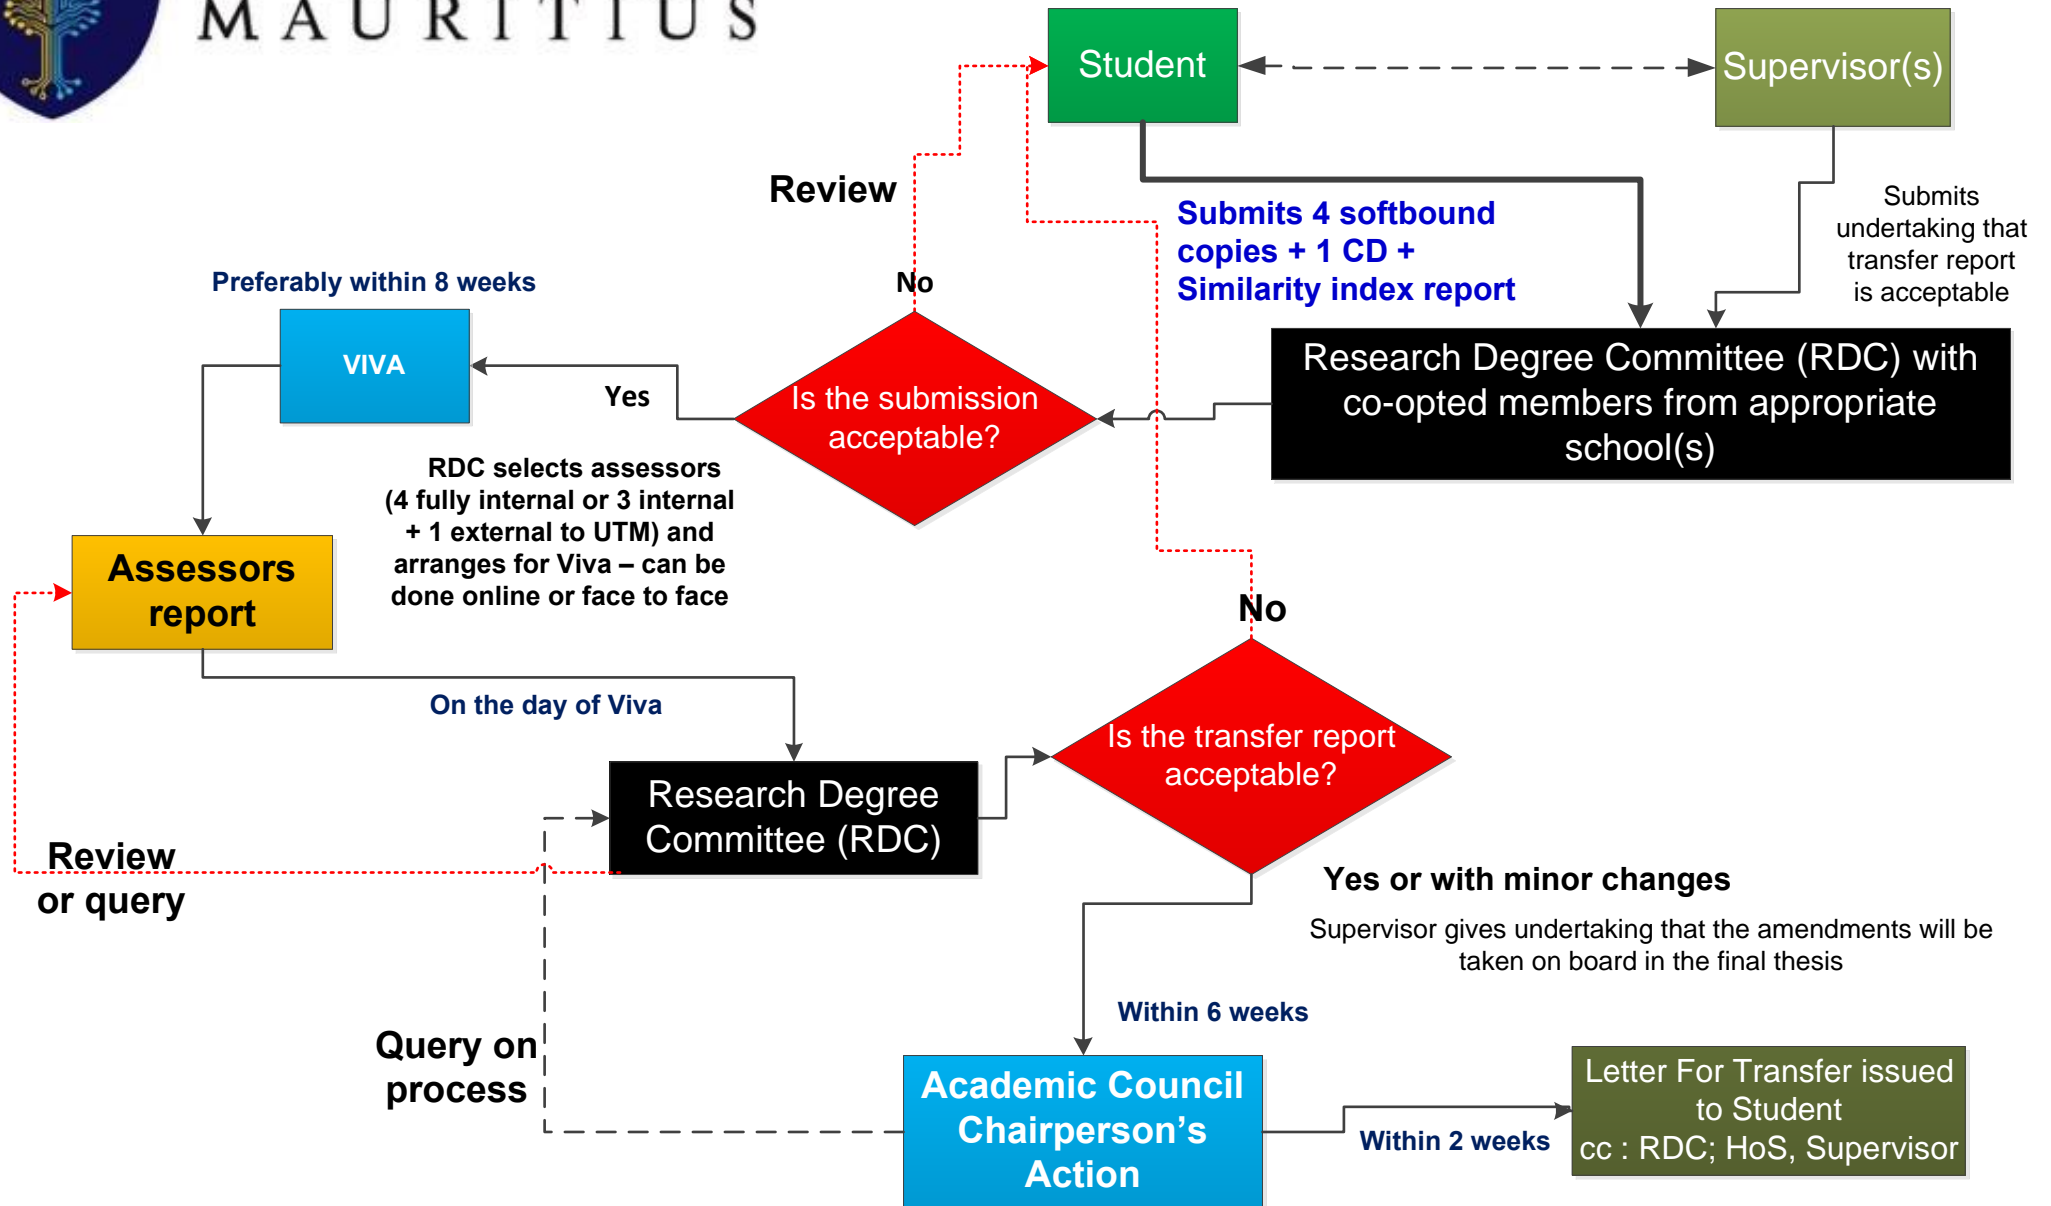 MAURITIUS
Student
Supervisor(s)
Review
Submits 4 softbound
copies + 1 CD +
Similarity index report
Submits
undertaking that
transfer report
is acceptable
Preferably within 8 weeks
No
VIVA
Yes
Is the submission
acceptable?
Research Degree Committee (RDC) with
co-opted members from appropriate
school(s)
RDC selects assessors
(4 fully internal or 3 internal
+ 1 external to UTM) and
arranges for Viva – can be
done online or face to face
Assessors
report
No
On the day of Viva
Is the transfer report
acceptable?
Research Degree
Committee (RDC)
Review
or query
Yes or with minor changes
Supervisor gives undertaking that the amendments will be
taken on board in the final thesis
Within 6 weeks
Query on
process
Academic Council
Chairperson’s
Action
Within 2 weeks
Letter For Transfer issued
to Student
cc : RDC; HoS, Supervisor